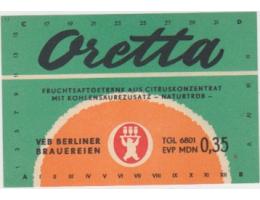 Oretta
FRUCHTSAFTGETRÄNK AUS CITRUSKONZENTRAT
MIT KOHLENSÄUREZUSATZ - NATURTRÜB -
VEB BERLINER
BRAUEREIEN
TGL 6801
EVP MDN 0,35